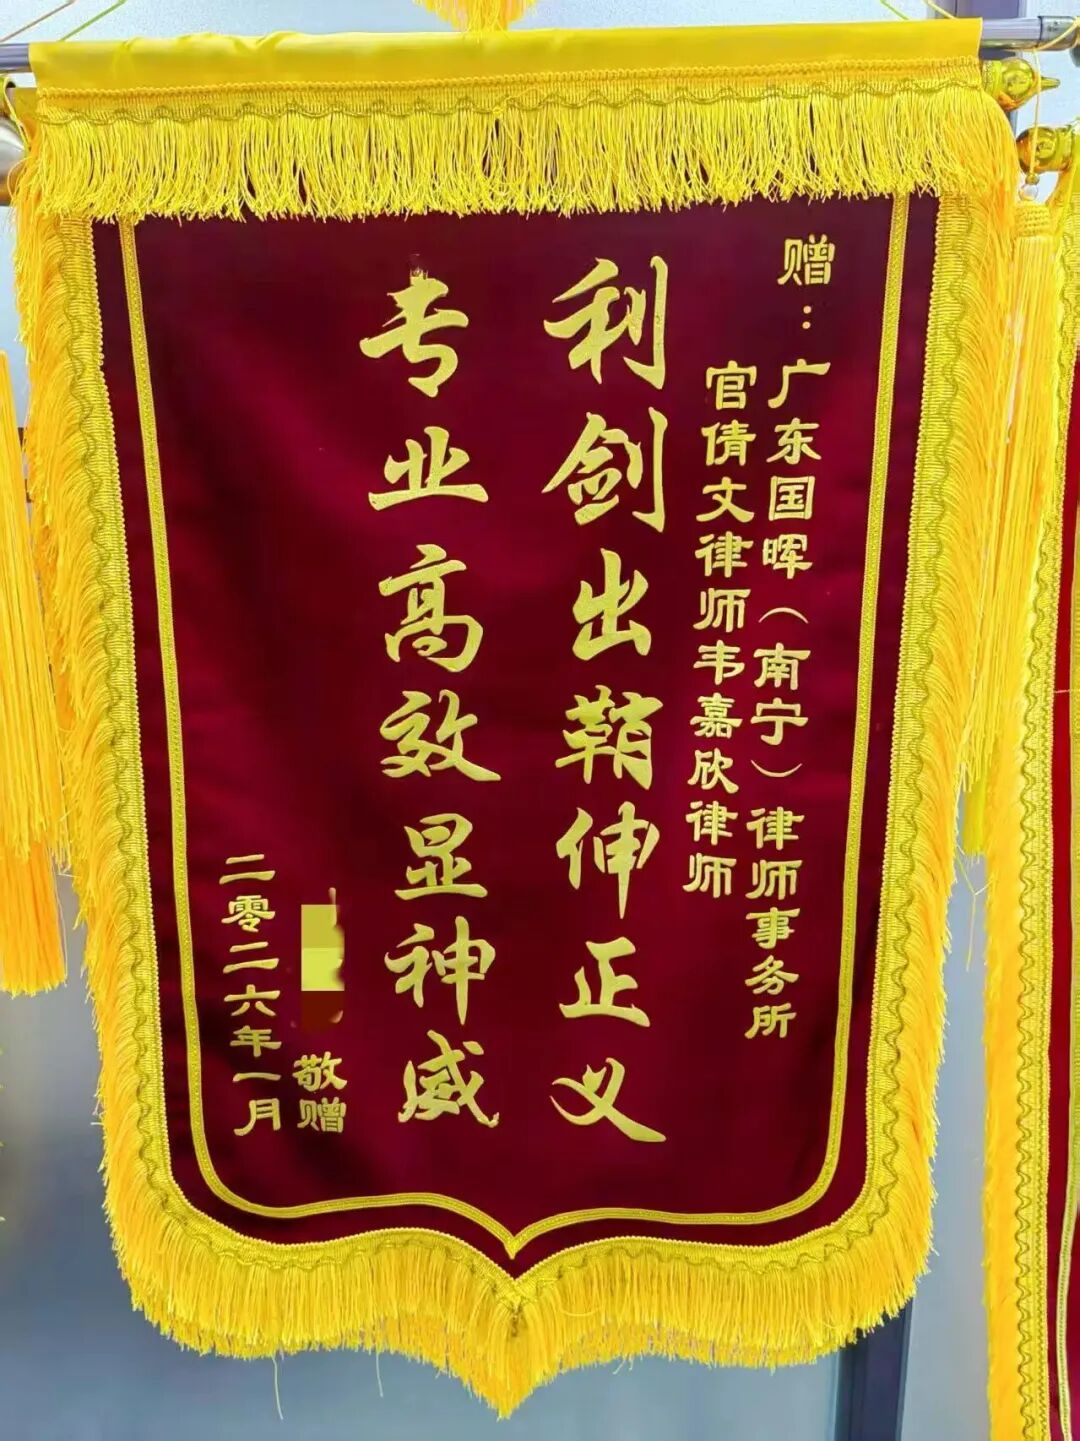 赠：广东国晖（南宁）律师事务所
官倩文律师韦嘉欣律师
利剑出鞘伸正义
专业高效显神威
敬赠
二零二六年一月